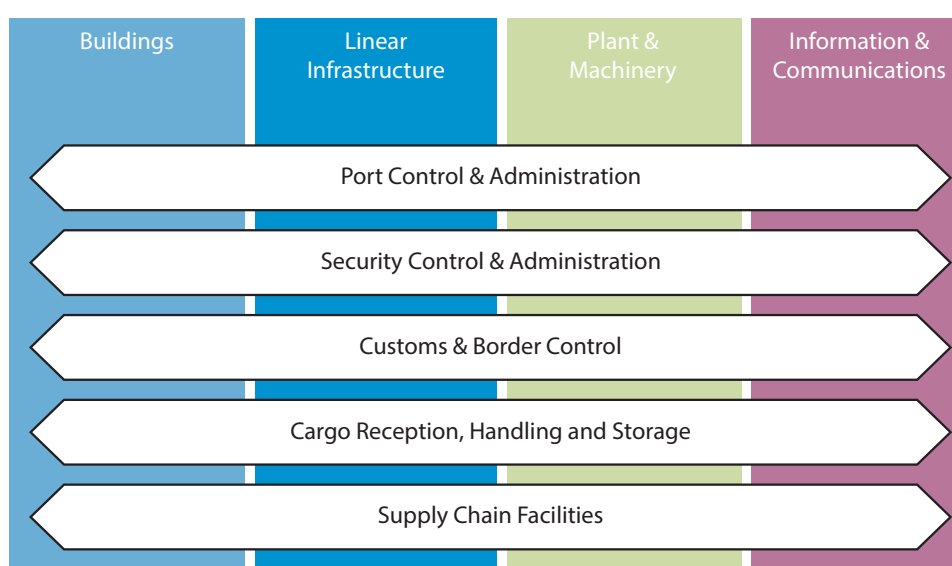 Buildings
Linear
Infrastructure
Plant &
Machinery
Information &
Communications
Port Control & Administration
Security Control & Administration
Customs & Border Control
Cargo Reception, Handling and Storage
Supply Chain Facilities